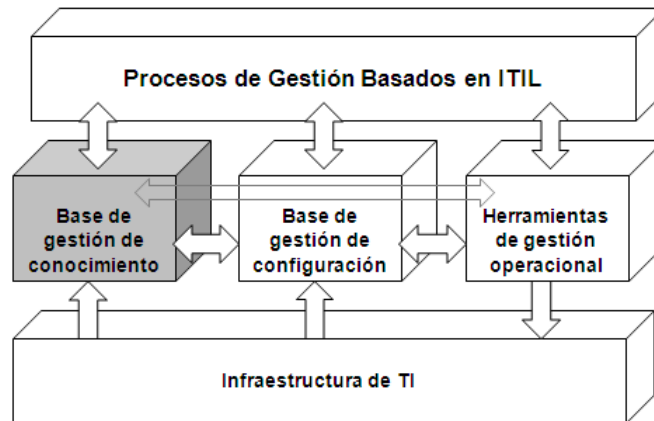 Procesos de Gestión Basados en ITIL
Base de
gestión de
conocimiento
Base de
gestión de
configuración
Herramientas
de gestión
operacional
Infraestructura de TI